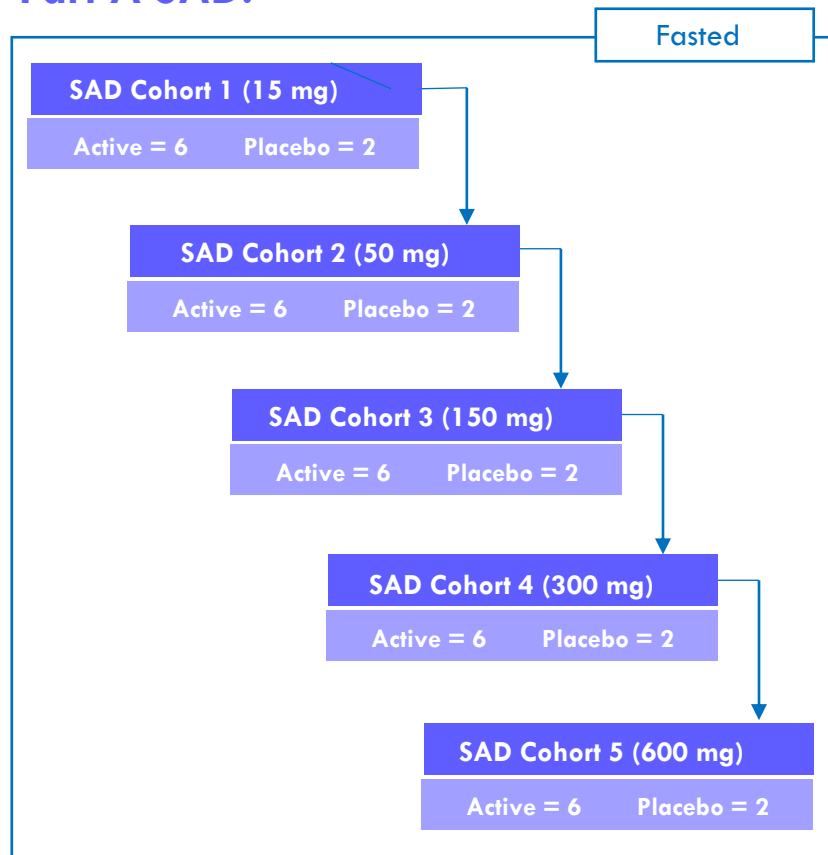 Part A SAD:
Fasted
SAD Cohort 1 (15 mg)
Active = 6 Placebo = 2
SAD Cohort 2 (50 mg)
Active = 6 Placebo = 2
SAD Cohort 3 (150 mg)
Active = 6 Placebo = 2
SAD Cohort 4 (300 mg)
Active = 6 Placebo = 2
SAD Cohort 5 (600 mg)
Active = 6 Placebo = 2